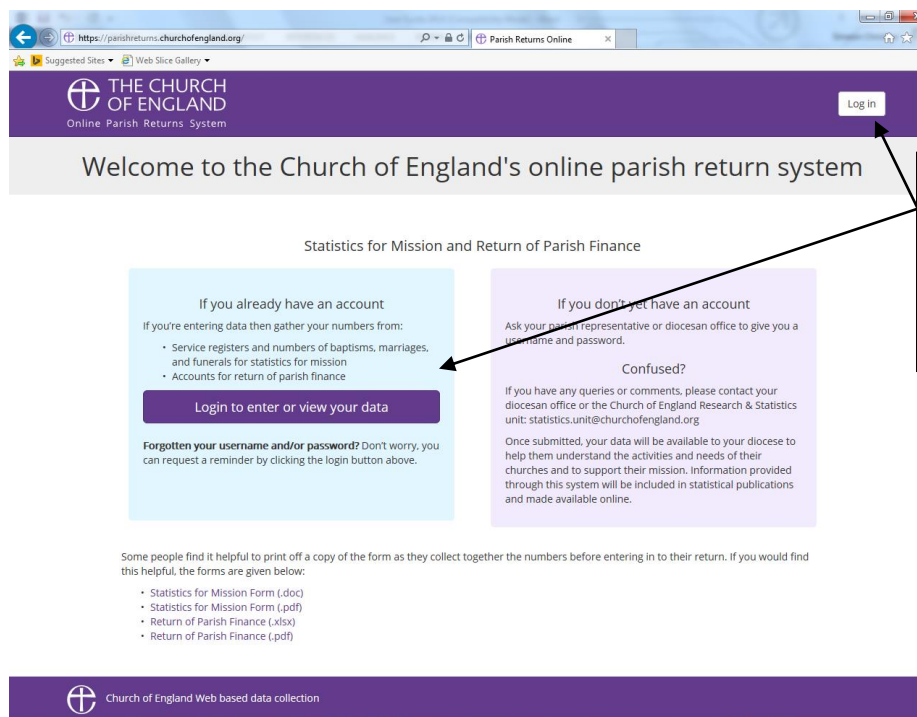 https://parishreturns.churchofengland.org/
Parish Returns Online
Suggested Sites
Web Slice Gallery
THE CHURCH
OF ENGLAND
Online Parish Returns System
Log in
Welcome to the Church of England's online parish return system
Statistics for Mission and Return of Parish Finance
If you already have an account
If you're entering data then gather your numbers from:
• Service registers and numbers of baptisms, marriages,
and funerals for statistics for mission
• Accounts for return of parish finance
Login to enter or view your data
Forgotten your username and/or password? Don't worry, you
can request a reminder by clicking the login button above.
If you don't yet have an account
Ask your parish representative or diocesan office to give you a
username and password.
Confused?
If you have any queries or comments, please contact your
diocesan office or the Church of England Research & Statistics
unit: statistics.unit@churchofengland.org
Once submitted, your data will be available to your diocese to
help them understand the activities and needs of their
churches and to support their mission. Information provided
through this system will be included in statistical publications
and made available online.
Some people find it helpful to print off a copy of the form as they collect together the numbers before entering in to their return. If you would find
this helpful, the forms are given below:
• Statistics for Mission Form (.doc)
• Statistics for Mission Form (.pdf)
• Return of Parish Finance (.xlsx)
• Return of Parish Finance (.pdf)
Church of England Web based data collection